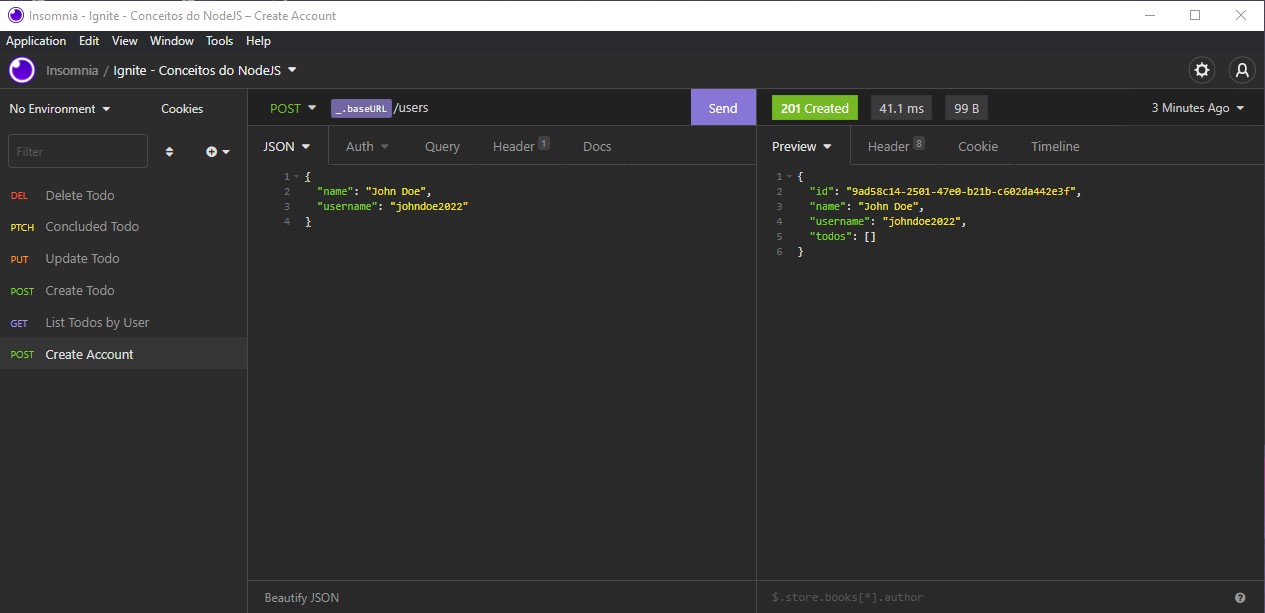 Insomnia - Ignite - Conceitos do NodeJS – Create Account
Application Edit View Window Tools Help
Insomnia / Ignite - Conceitos do NodeJS
No Environment Cookies
POST _.baseURL /users Send
201 Created 41.1 ms 99 B 3 Minutes Ago
Filter
JSON Auth Query Header 1 Docs
Preview Header 8 Cookie Timeline
DEL Delete Todo
PTCH Concluded Todo
PUT Update Todo
POST Create Todo
GET List Todos by User
POST Create Account
1 {
2 "name": "John Doe",
3 "username": "johndoe2022"
4 }
Beautify JSON
1 {
2 "id": "9ad58c14-2501-47e0-b21b-c602da442e3f",
3 "name": "John Doe",
4 "username": "johndoe2022",
5 "todos": []
6 }
$.store.books[*].author
?